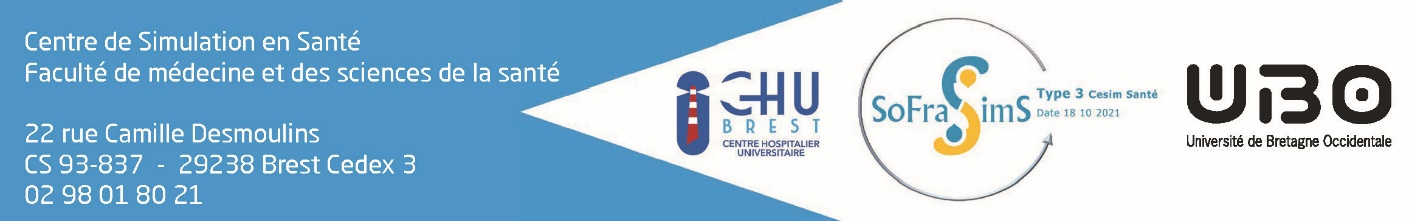 Centre de Simulation en Santé
Faculté de médecine et des sciences de la santé
22 rue Camille Desmoulins
CS 93-837 - 29238 Brest Cedex 3
02 98 01 80 21
CHU
BREST
CENTRE HOSPITALIER
UNIVERSITAIRE
SoFraSimS
Type 3 Cesim Santé
Date 18 10 2021
UBO
Université de Bretagne Occidentale